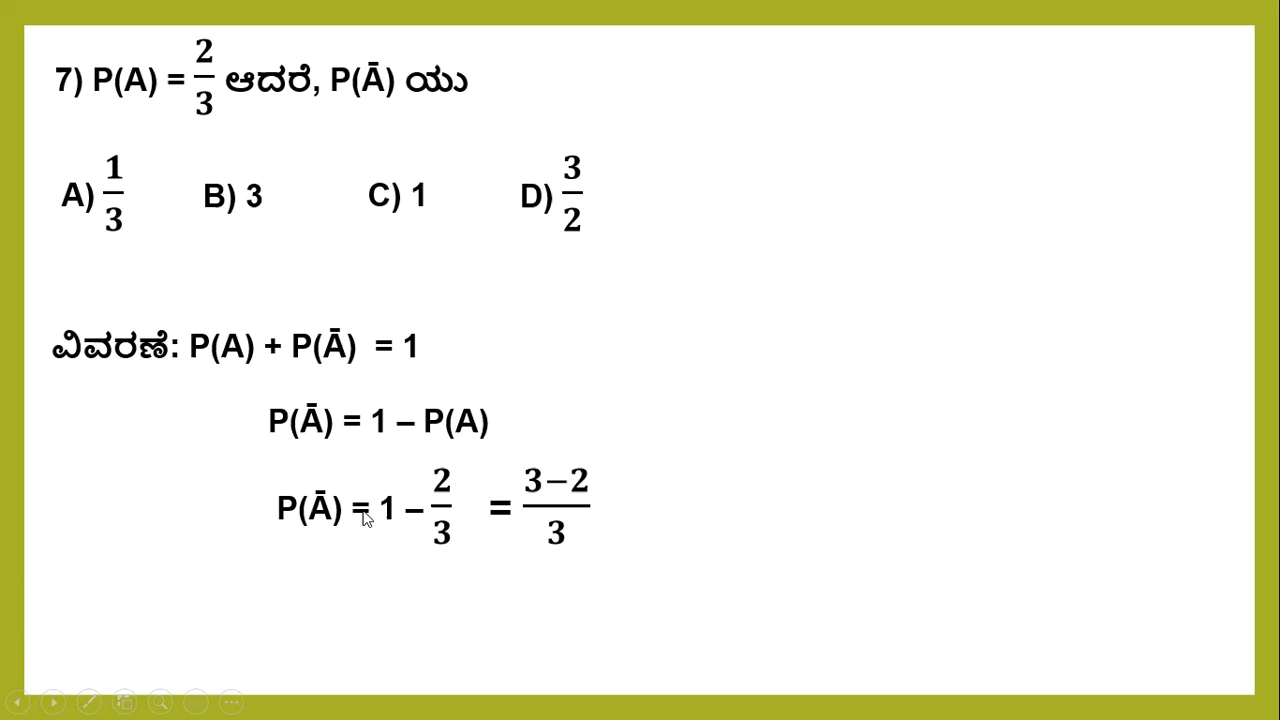 7) P(A) = 2/3 ಆದರೆ, P(Ā) ಯು
A) 1/3 B) 3 C) 1 D) 3/2
ವಿವರಣೆ: P(A) + P(Ā) = 1
P(Ā) = 1 – P(A)
P(Ā) = 1 – 2/3 = 3−2/3